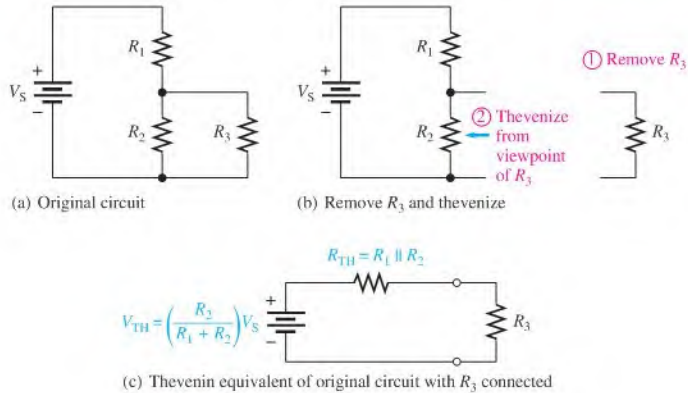 R1
+
VS
−
R2
R3
(a) Original circuit
R1
+
VS
−
R2
① Remove R3
② Thevenize
from
viewpoint
of R3
R3
(b) Remove R3 and thevenize
RTH = R1 || R2
VTH = (R2 / R1 + R2) VS
+
−
R3
(c) Thevenin equivalent of original circuit with R3 connected